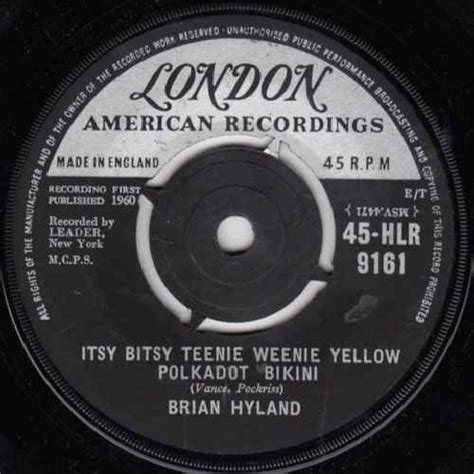 ALL RIGHTS OF THE MANUFACTURER AND OF THE OWNER OF THE RECORDED WORK RESERVED · UNAUTHORISED PUBLIC PERFORMANCE BROADCASTING AND COPYING OF THIS RECORD PROHIBITED
LONDON
AMERICAN RECORDINGS
MADE IN ENGLAND
45 R.P.M
RECORDING FIRST
PUBLISHED 1960
E/T
Recorded by
LEADER,
New York
M.C.P.S.
45-HLR
9161
ITSY BITSY TEENIE WEENIE YELLOW
POLKADOT BIKINI
(Vance, Pockriss)
BRIAN HYLAND